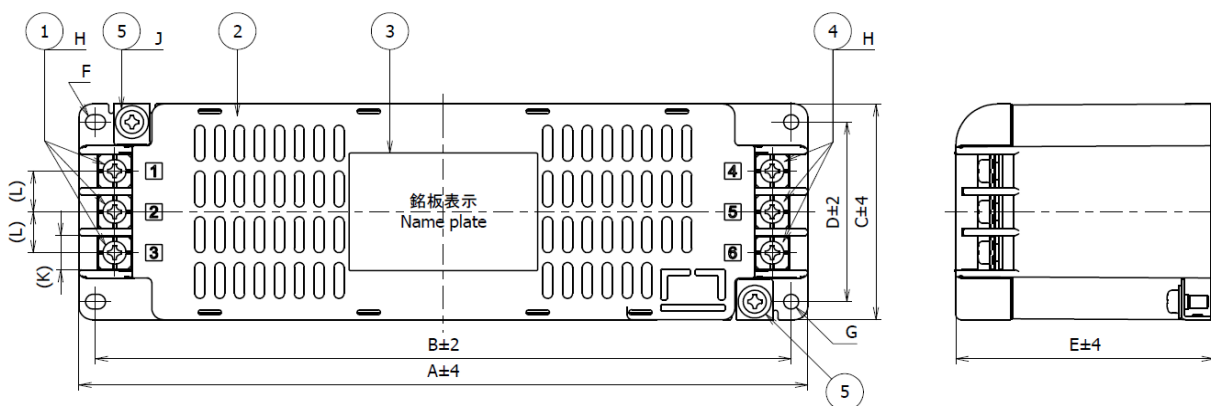 1 H 5 J 2 3 4 H
F
1
2
3
4
5
6
(L)
(L)
(K)
銘板表示
Name plate
D±2
C±4
G
B±2
A±4
5
E±4